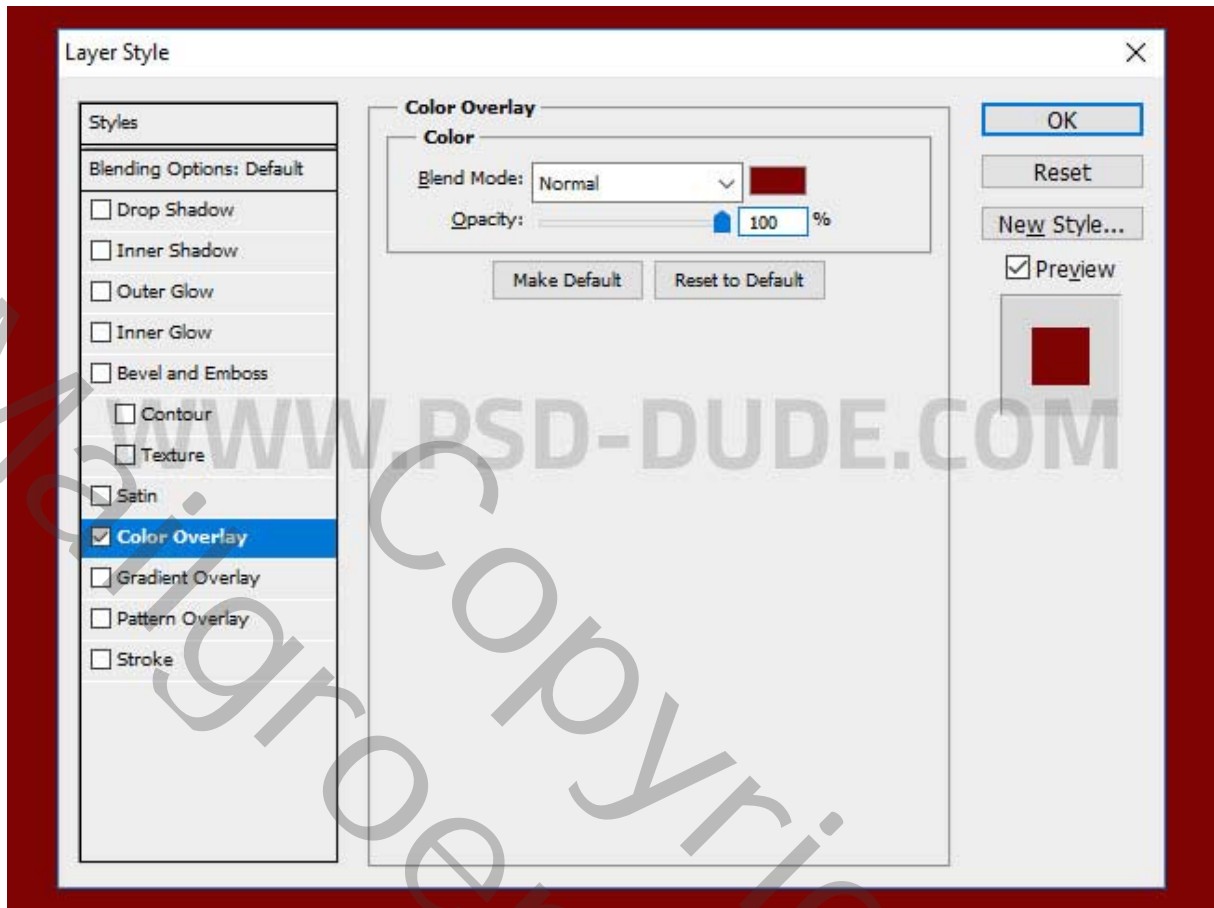 Layer Style
Styles
Blending Options: Default
Drop Shadow
Inner Shadow
Outer Glow
Inner Glow
Bevel and Emboss
Contour
Texture
Satin
Color Overlay
Gradient Overlay
Pattern Overlay
Stroke
Color Overlay
Color
Blend Mode: Normal
Opacity: 100 %
Make Default Reset to Default
OK
Reset
New Style...
Preview
WWW.PSD-DUDE.COM